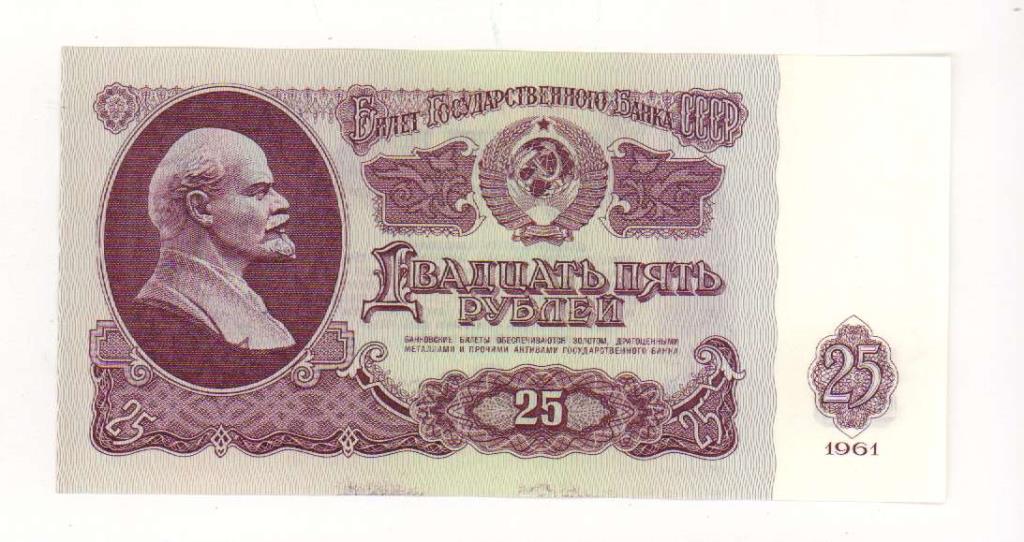 Билет Государственного Банка СССР
Двадцать пять
рублей
БАНКОВСКИЕ БИЛЕТЫ ОБЕСПЕЧИВАЮТСЯ ЗОЛОТОМ, ДРАГОЦЕННЫМИ
МЕТАЛЛАМИ И ПРОЧИМИ АКТИВАМИ ГОСУДАРСТВЕННОГО БАНКА
25
25
25
25
1961